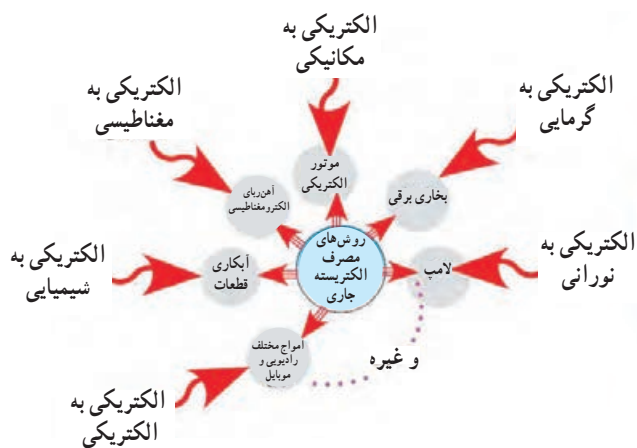 الکتریکی به
مکانیکی
الکتریکی به
گرمایی
الکتریکی به
مغناطیسی
موتور
الکتریکی
بخاری برقی
آهن‌ربای
الکترومغناطیسی
روش‌های
مصرف
الکتریسته
جاری
الکتریکی به
نورانی
لامپ
آبکاری
قطعات
الکتریکی به
شیمیایی
و غیره
امواج مختلف
رادیویی و
موبایل
الکتریکی به
الکتریکی